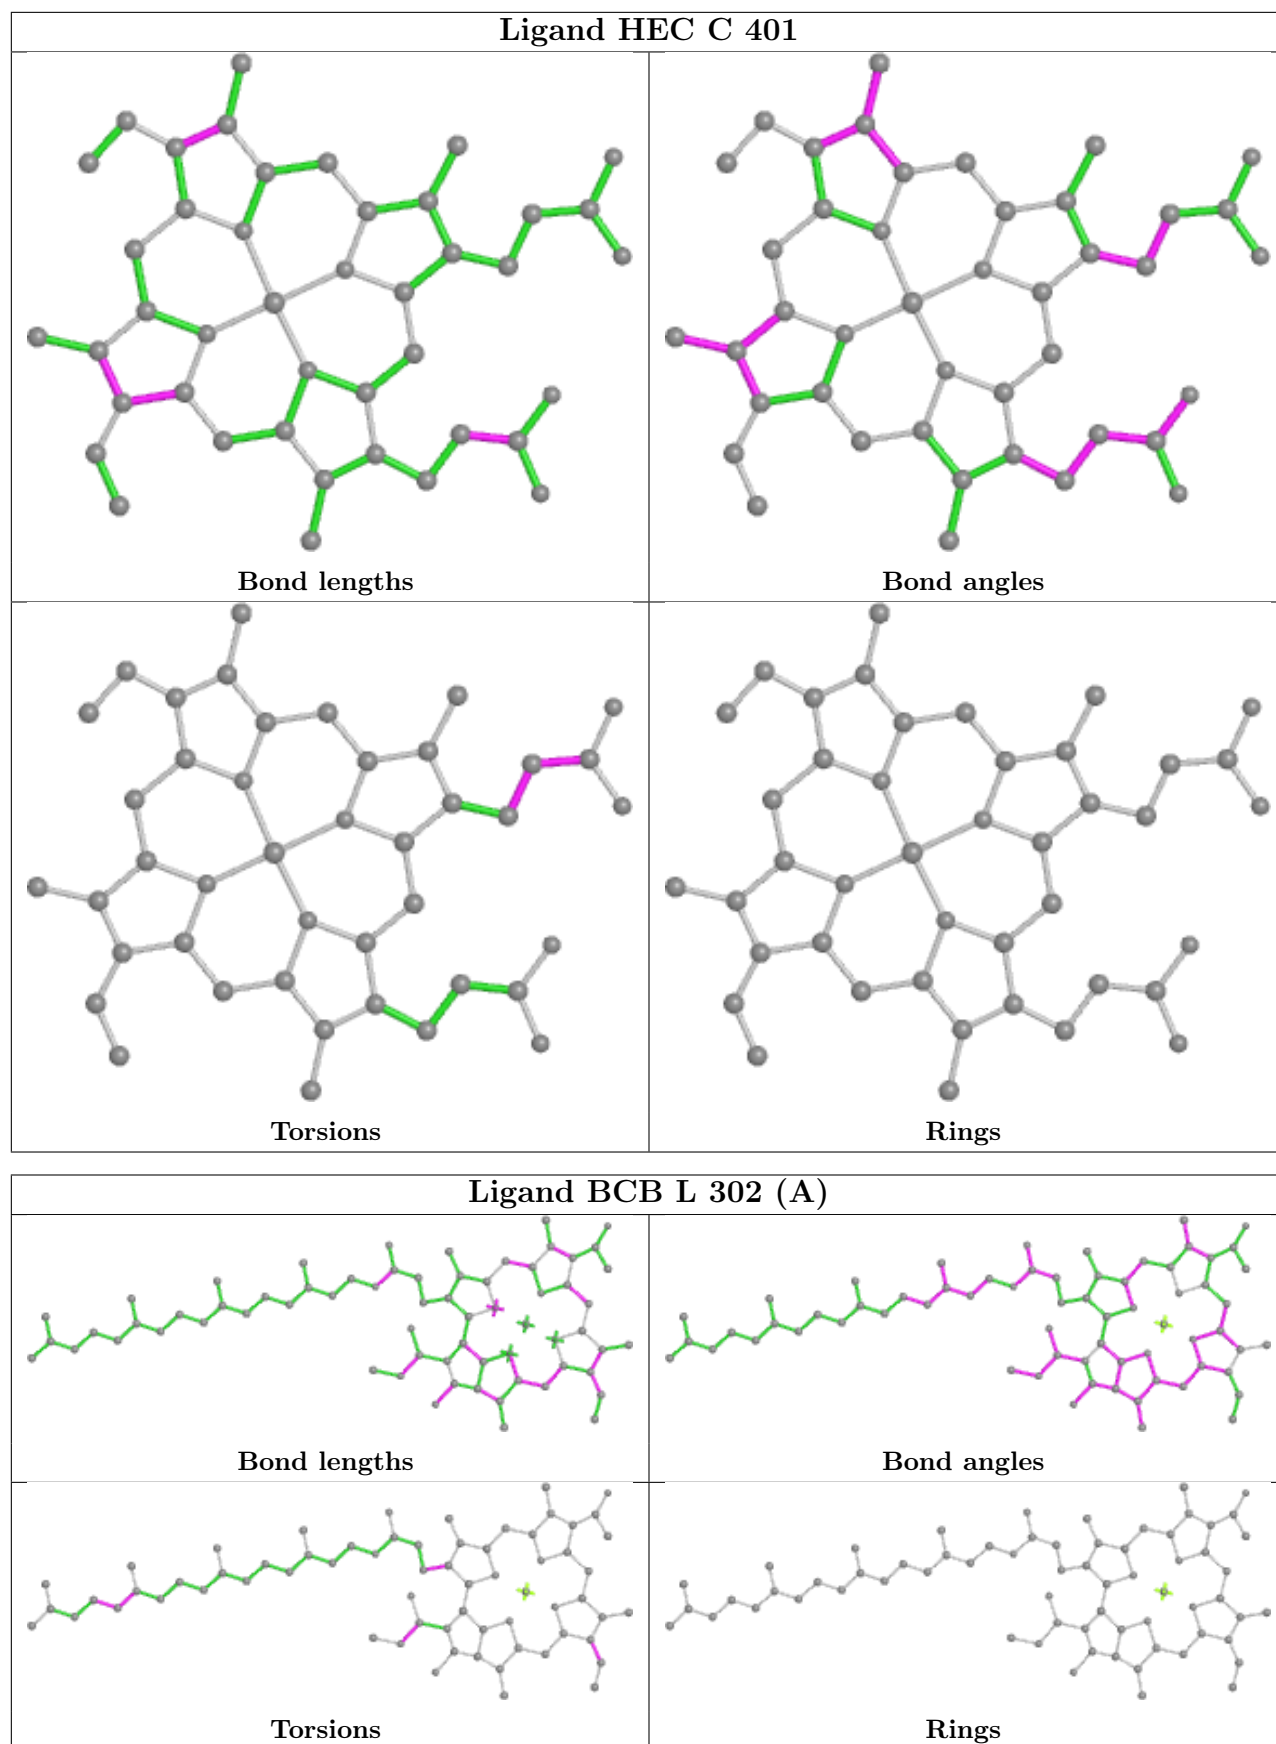 Ligand HEC C 401
Bond lengths
Bond angles
Torsions
Rings
Ligand BCB L 302 (A)
Bond lengths
Bond angles
Torsions
Rings